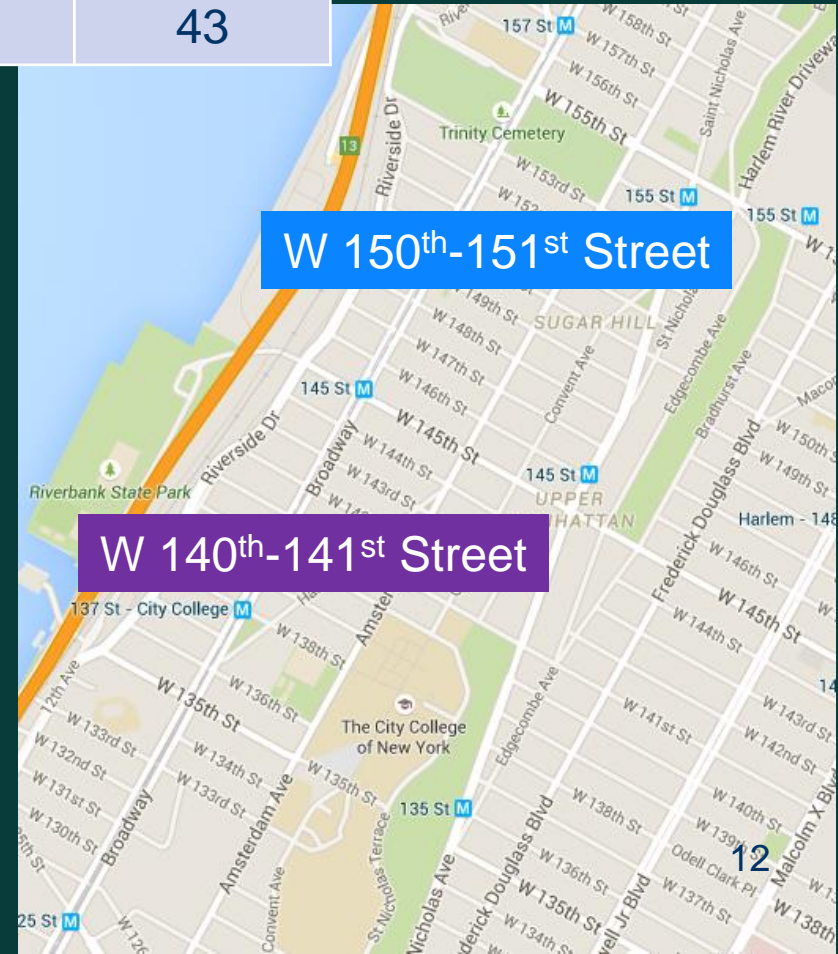 43
157 St M
W 158th St
W 157th St
W 156th St
W 155th St
Saint Nicholas Ave
Harlem River Driveway
Riverside Dr
Trinity Cemetery
13
W 153rd St
155 St M
155 St M
W 150th-151st Street
W 149th St
SUGAR HILL
W 148th St
W 147th St
W 146th St
Convent Ave
Edgecombe Ave
Bradhurst Ave
145 St M
W 145th St
Riverside Dr
Broadway
W 144th St
W 143rd St
145 St M
UPPER
Riverbank State Park
Frederick Douglass Blvd
W 150th S
W 149th St
Harlem - 148
W 140th-141st Street
W 146th St
W 145th St
W 144th St
137 St - City College M
W 138th St
W 136th St
W 135th St
12th Ave
W 133rd St
W 132nd St
W 131st St
W 130th St
W 134th St
W 133rd St
Broadway
Amsterdam Ave
The City College
of New York
W 135th St
Edgecombe Ave
W 141st St
W 143rd St
W 142nd St
W 140th St
W 139th St
Odell Clark Pl
W 137th St
W 138th
Malcolm X Blv
12
135 St M
W 138th St
W 136th St
W 135th St
W 134th St
Convent Ave
St Nicholas Terrace
Nicholas Ave
derick Douglass Blvd
well Jr Blvd
25 St M
W 126